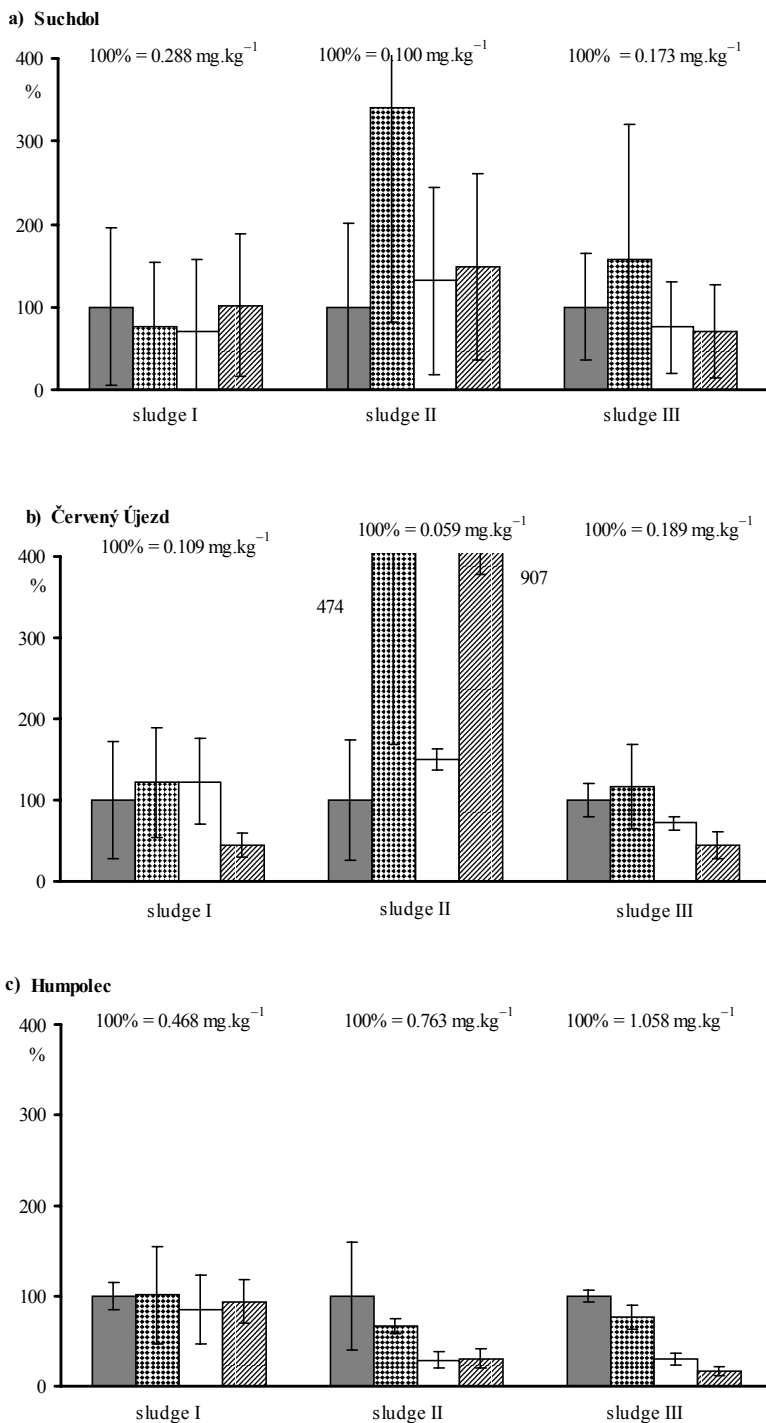 a) Suchdol
100% = 0.288 mg.kg⁻¹ 100% = 0.100 mg.kg⁻¹ 100% = 0.173 mg.kg⁻¹
400
%
300
200
100
0
sludge I sludge II sludge III
b) Červený Újezd
100% = 0.109 mg.kg⁻¹ 100% = 0.059 mg.kg⁻¹ 100% = 0.189 mg.kg⁻¹
400
%
474 907
300
200
100
0
sludge I sludge II sludge III
c) Humpolec
100% = 0.468 mg.kg⁻¹ 100% = 0.763 mg.kg⁻¹ 100% = 1.058 mg.kg⁻¹
400
%
300
200
100
0
sludge I sludge II sludge III